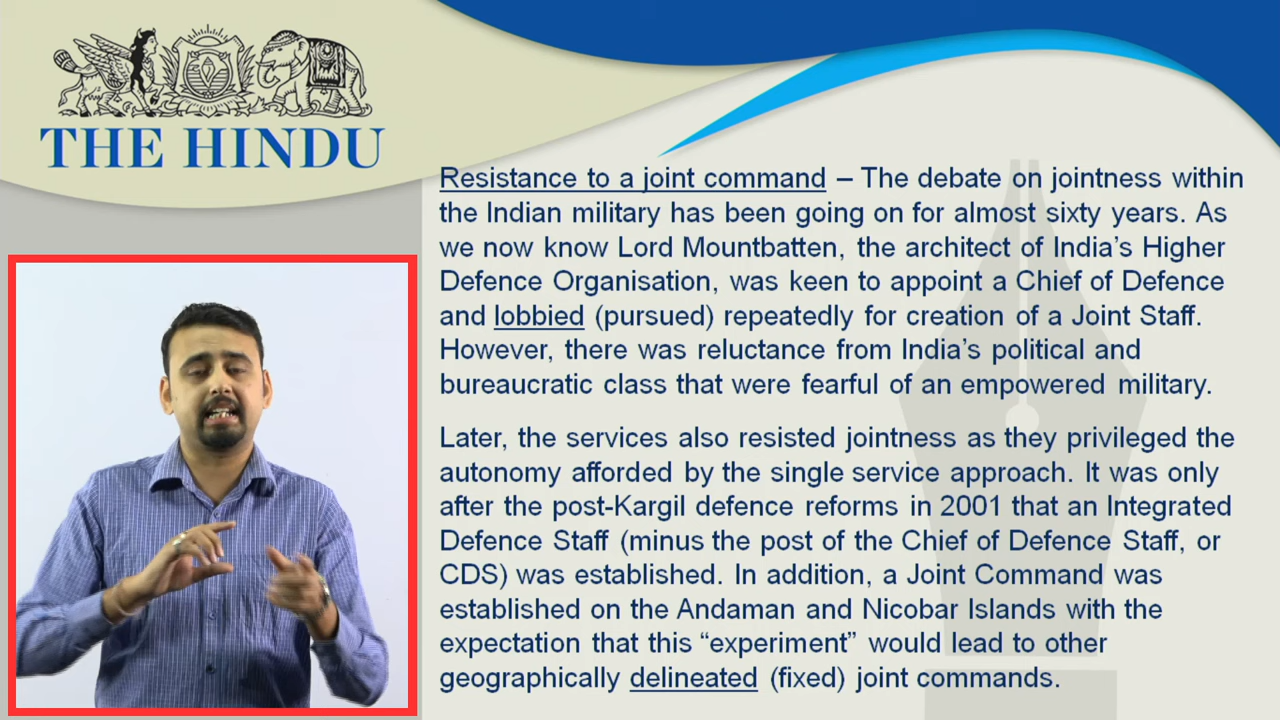 THE HINDU
Resistance to a joint command – The debate on jointness within
the Indian military has been going on for almost sixty years. As
we now know Lord Mountbatten, the architect of India’s Higher
Defence Organisation, was keen to appoint a Chief of Defence
and lobbied (pursued) repeatedly for creation of a Joint Staff.
However, there was reluctance from India’s political and
bureaucratic class that were fearful of an empowered military.
Later, the services also resisted jointness as they privileged the
autonomy afforded by the single service approach. It was only
after the post-Kargil defence reforms in 2001 that an Integrated
Defence Staff (minus the post of the Chief of Defence Staff, or
CDS) was established. In addition, a Joint Command was
established on the Andaman and Nicobar Islands with the
expectation that this “experiment” would lead to other
geographically delineated (fixed) joint commands.